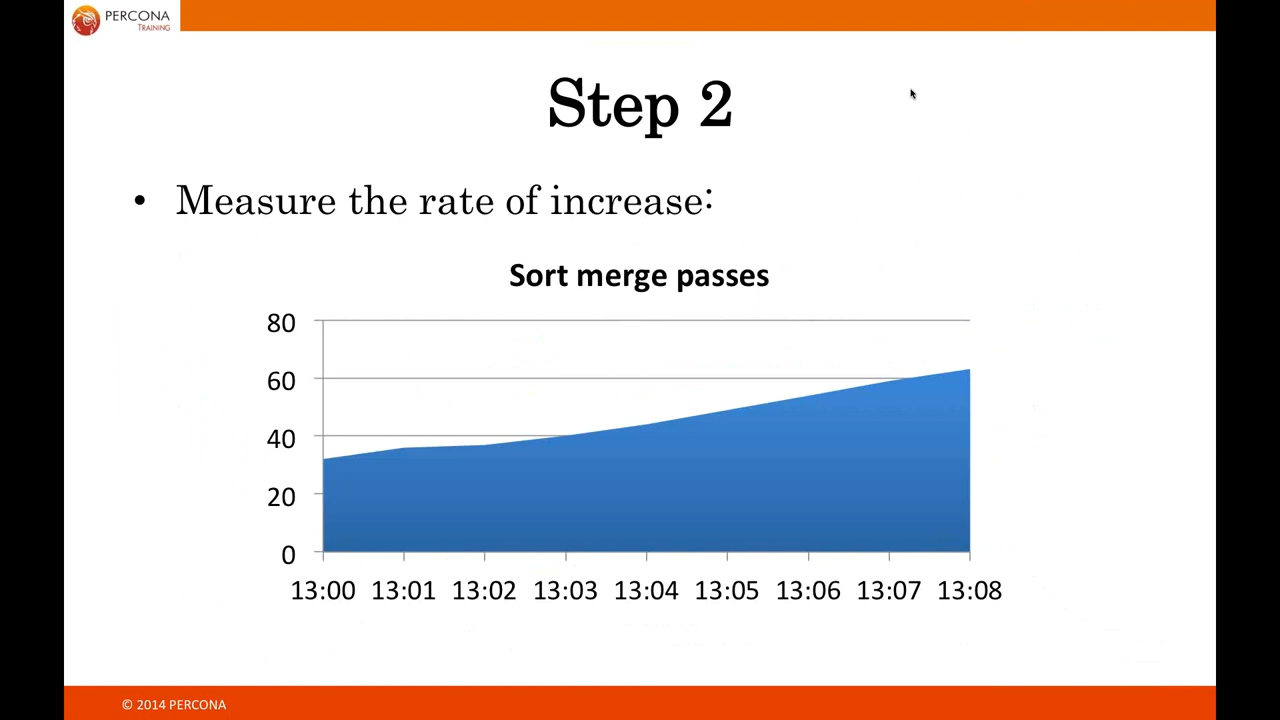 PERCONA
TRAINING
Step 2
• Measure the rate of increase:
Sort merge passes
80
60
40
20
0
13:00 13:01 13:02 13:03 13:04 13:05 13:06 13:07 13:08
© 2014 PERCONA